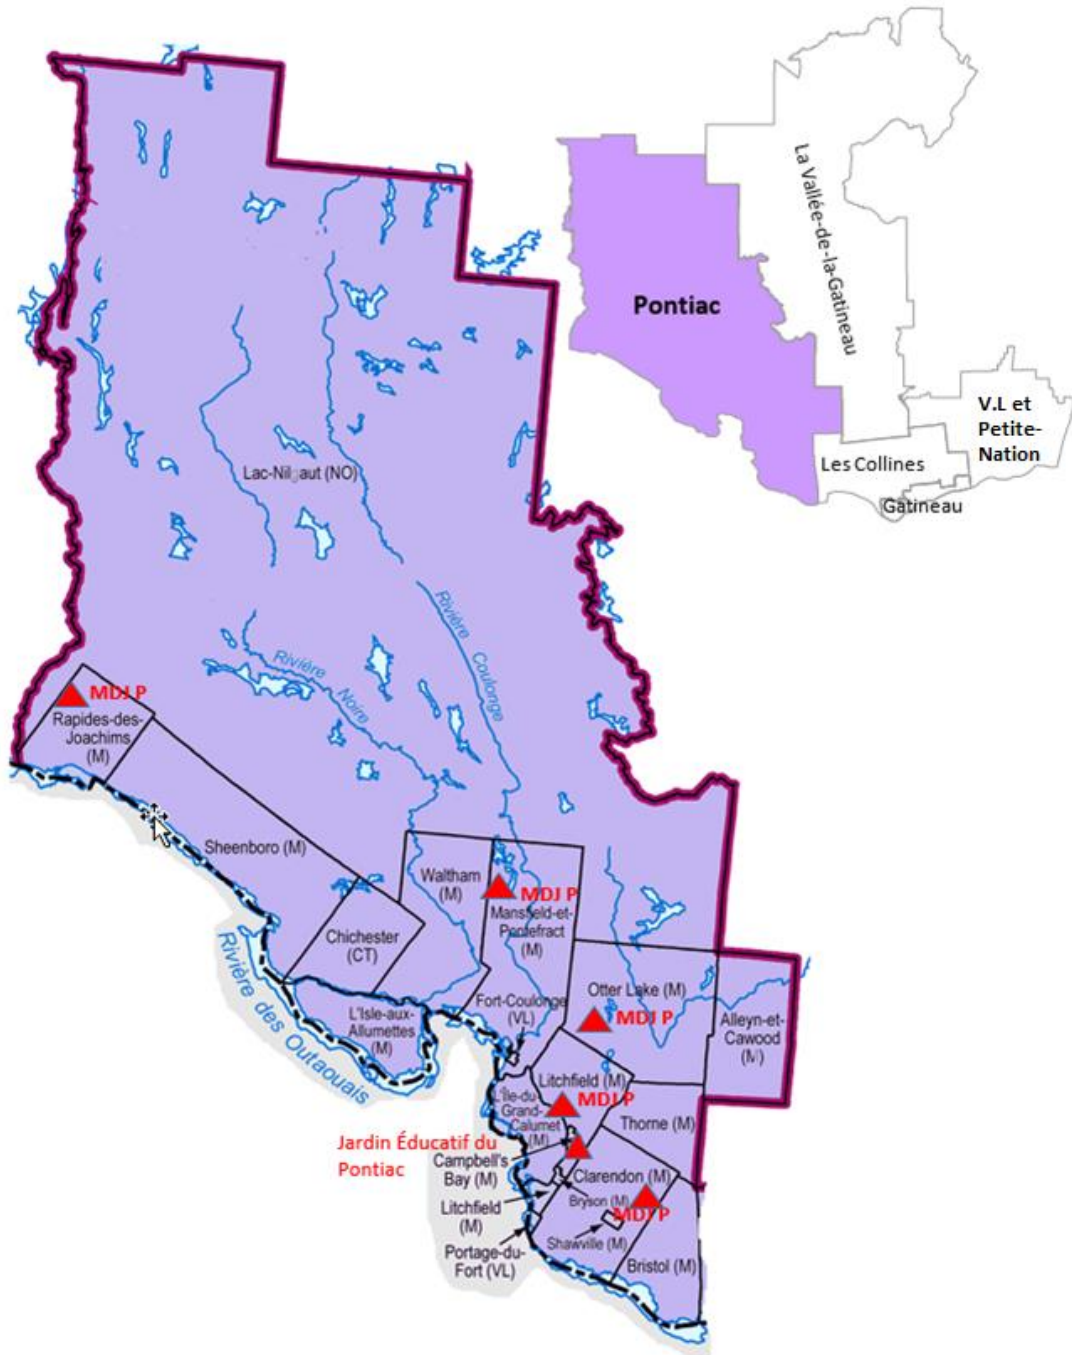 La Vallée-de-la-Gatineau
Pontiac
V.L et
Petite-
Nation
Les Collines
Gatineau
Lac-Nilgaut (NO)
Rivière Coulonge
Rivière Noire
MDJ P
Rapides-des-
Joachims
(M)
Sheenboro (M)
Waltham
(M)
MDJ P
Mansfield-et-
Pontefract
(M)
Chichester
(CT)
Rivière des Outaouais
L'Isle-aux-
Allumettes
(M)
Fort-Coulonge
(VL)
Otter Lake (M)
MDJ P
Alleyn-et-
Cawood
(M)
Litchfield (M)
MDJ P
L'Île-du-
Grand-
Calumet
(M)
Thorne (M)
Jardin Éducatif du
Pontiac
Campbell's
Bay (M)
Clarendon (M)
Bryson (M)
MDJ P
Litchfield
(M)
Shawville (M)
Portage-du-
Fort (VL)
Bristol (M)